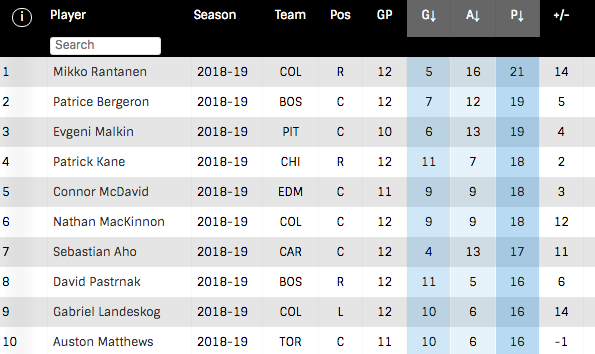 i Player Season Team Pos GP G↓ A↓ P↓ +/-
Search
1 Mikko Rantanen 2018-19 COL R 12 5 16 21 14
2 Patrice Bergeron 2018-19 BOS C 12 7 12 19 5
3 Evgeni Malkin 2018-19 PIT C 10 6 13 19 4
4 Patrick Kane 2018-19 CHI R 12 11 7 18 2
5 Connor McDavid 2018-19 EDM C 11 9 9 18 3
6 Nathan MacKinnon 2018-19 COL C 12 9 9 18 12
7 Sebastian Aho 2018-19 CAR C 12 4 13 17 11
8 David Pastrnak 2018-19 BOS R 12 11 5 16 6
9 Gabriel Landeskog 2018-19 COL L 12 10 6 16 14
10 Auston Matthews 2018-19 TOR C 11 10 6 16 -1